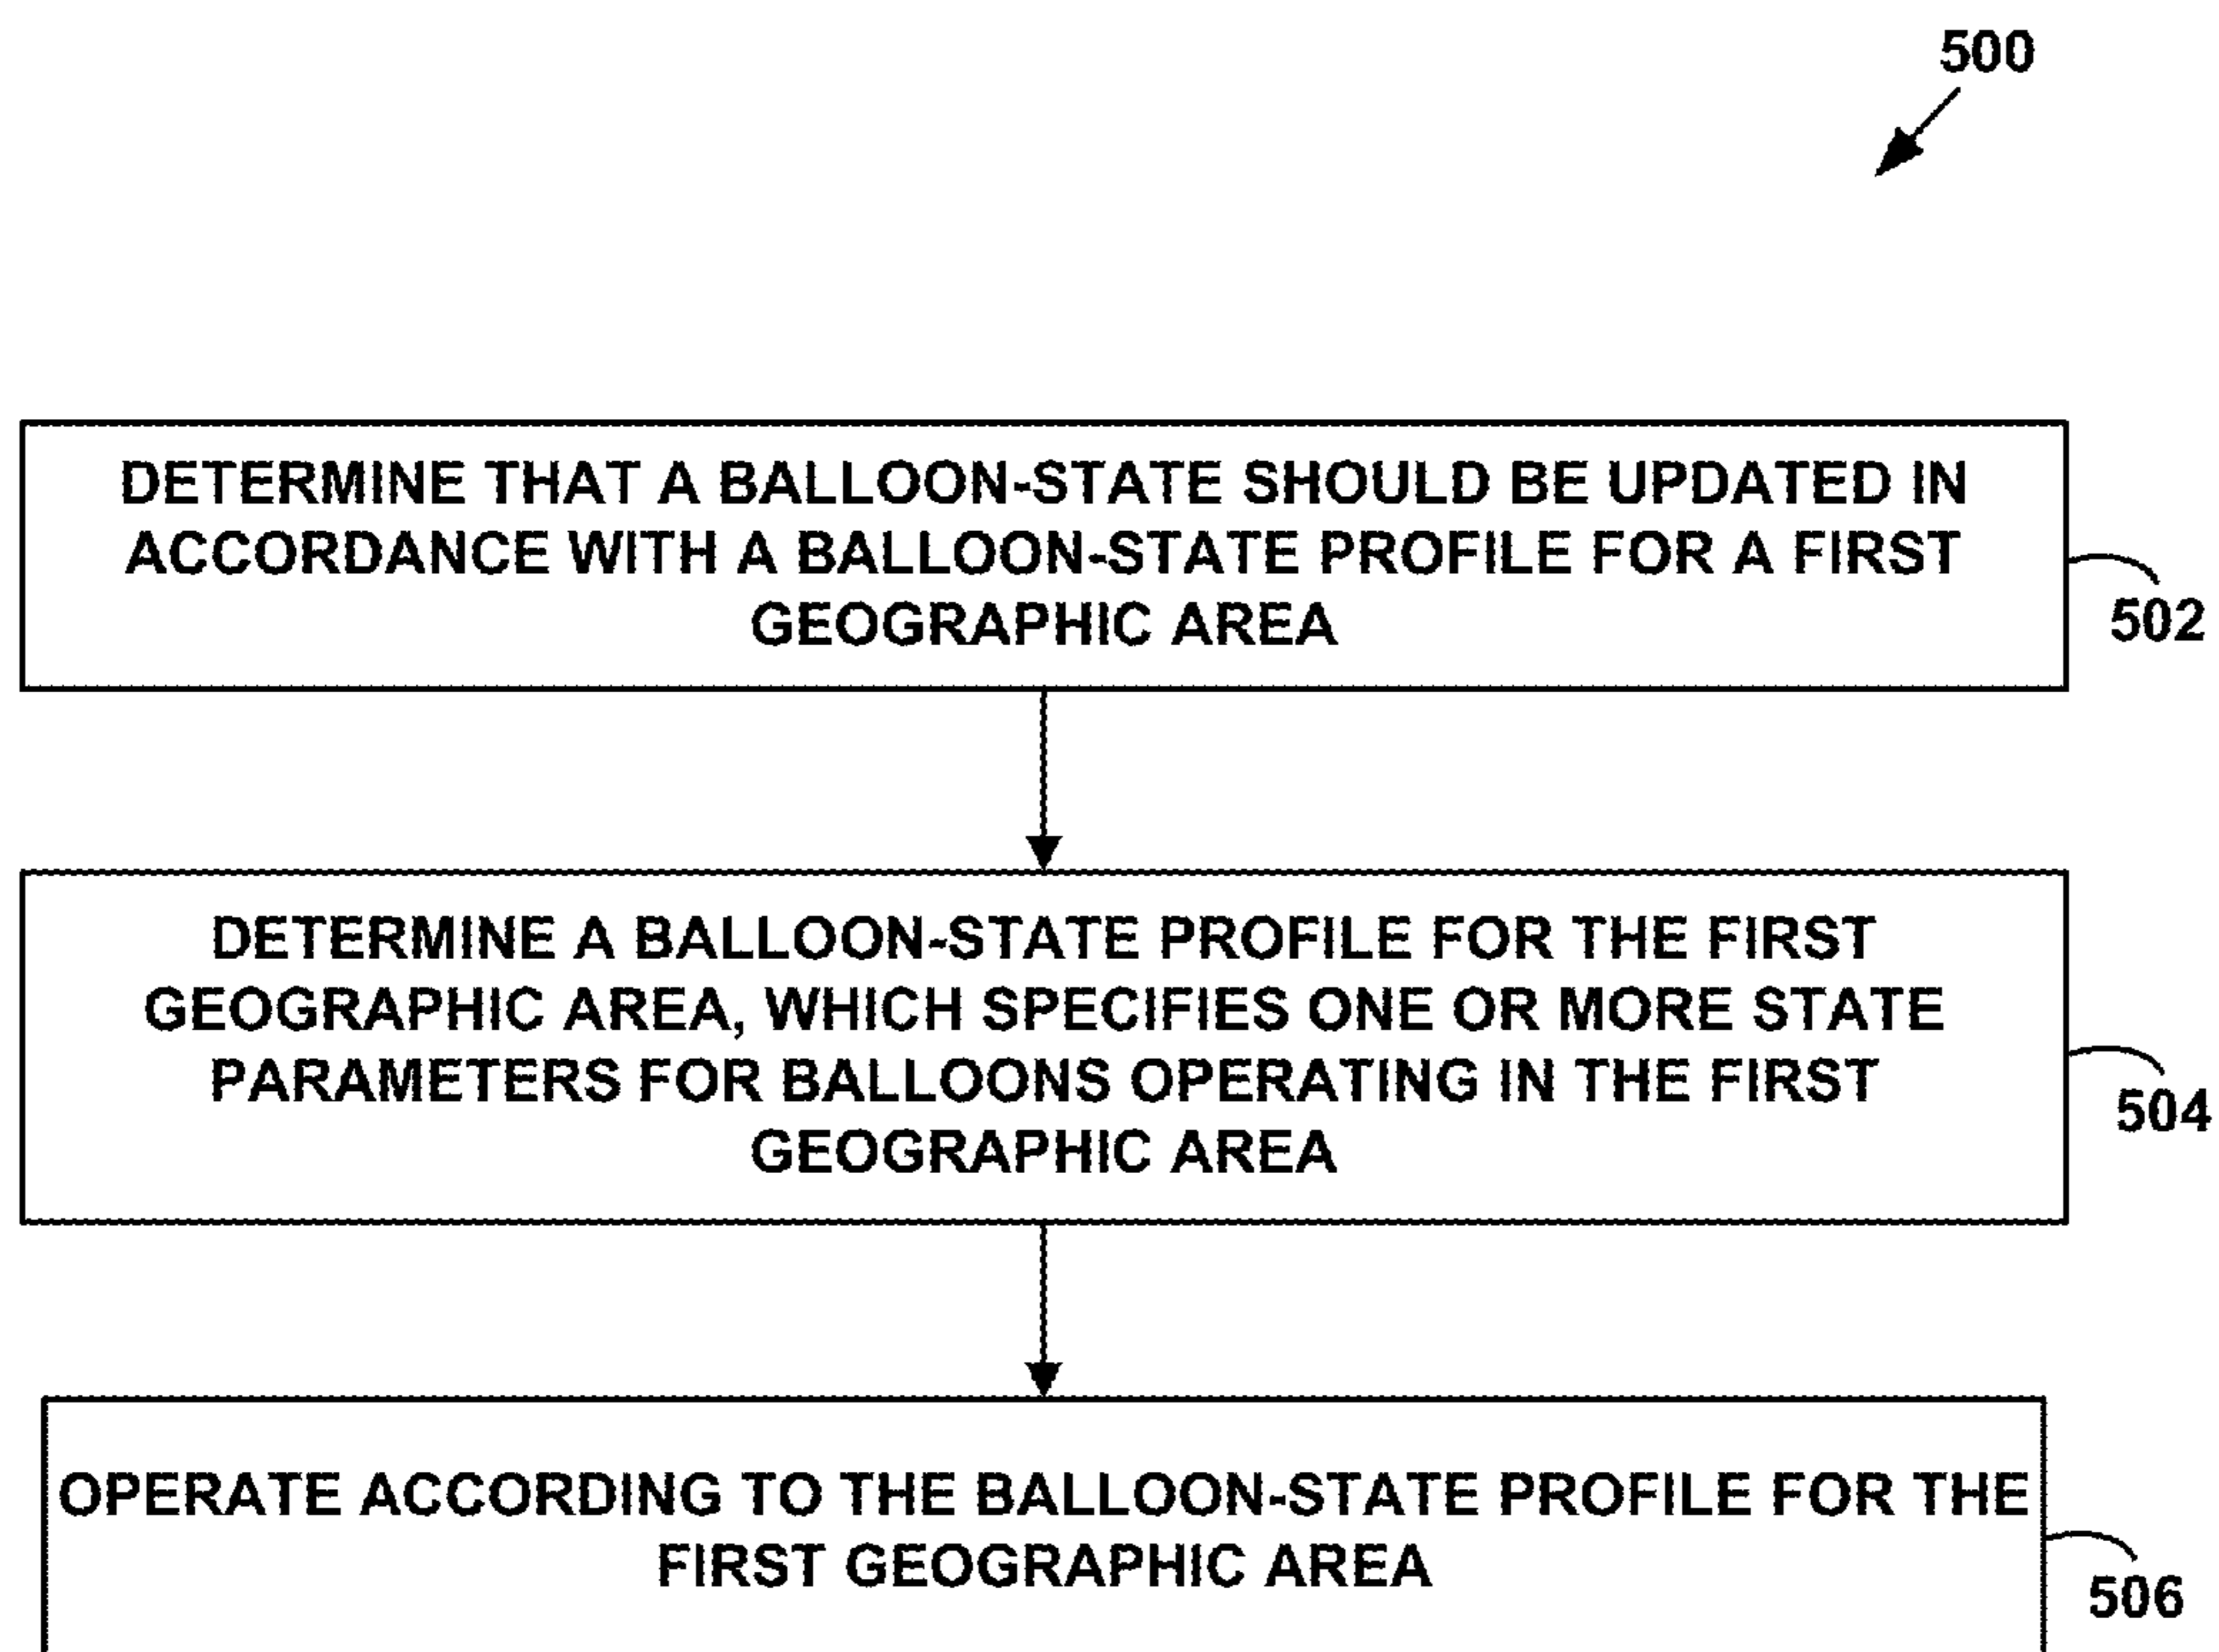 500
DETERMINE THAT A BALLOON-STATE SHOULD BE UPDATED IN
ACCORDANCE WITH A BALLOON-STATE PROFILE FOR A FIRST
GEOGRAPHIC AREA
502
DETERMINE A BALLOON-STATE PROFILE FOR THE FIRST
GEOGRAPHIC AREA, WHICH SPECIFIES ONE OR MORE STATE
PARAMETERS FOR BALLOONS OPERATING IN THE FIRST
GEOGRAPHIC AREA
504
OPERATE ACCORDING TO THE BALLOON-STATE PROFILE FOR THE
FIRST GEOGRAPHIC AREA
506